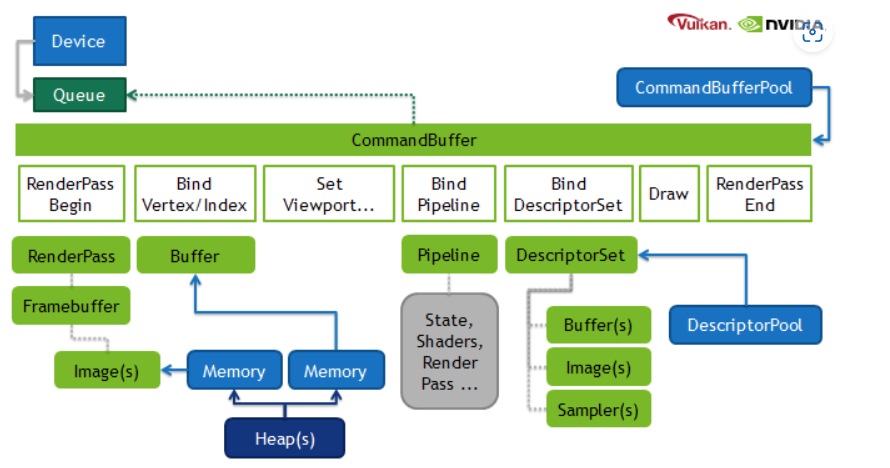 Vulkan.
NVIDIA.
Device
Queue
CommandBufferPool
CommandBuffer
RenderPass
Begin
Bind
Vertex/Index
Set
Viewport...
Bind
Pipeline
Bind
DescriptorSet
Draw
RenderPass
End
RenderPass
Buffer
Pipeline
DescriptorSet
Framebuffer
State,
Shaders,
Render
Pass ...
Buffer(s)
DescriptorPool
Image(s)
Memory
Memory
Image(s)
Sampler(s)
Heap(s)